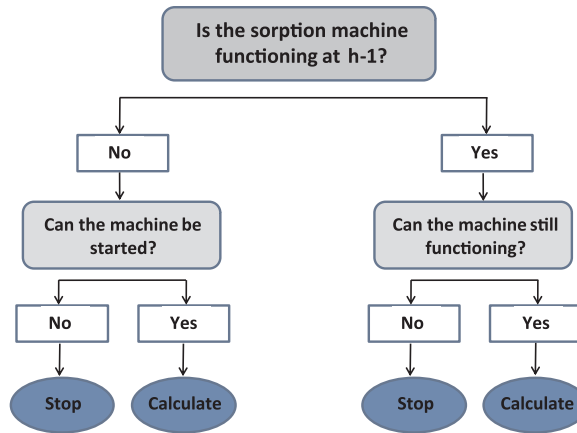 Is the sorption machine
functioning at h-1?
No
Yes
Can the machine be
started?
Can the machine still
functioning?
No
Yes
No
Yes
Stop
Calculate
Stop
Calculate